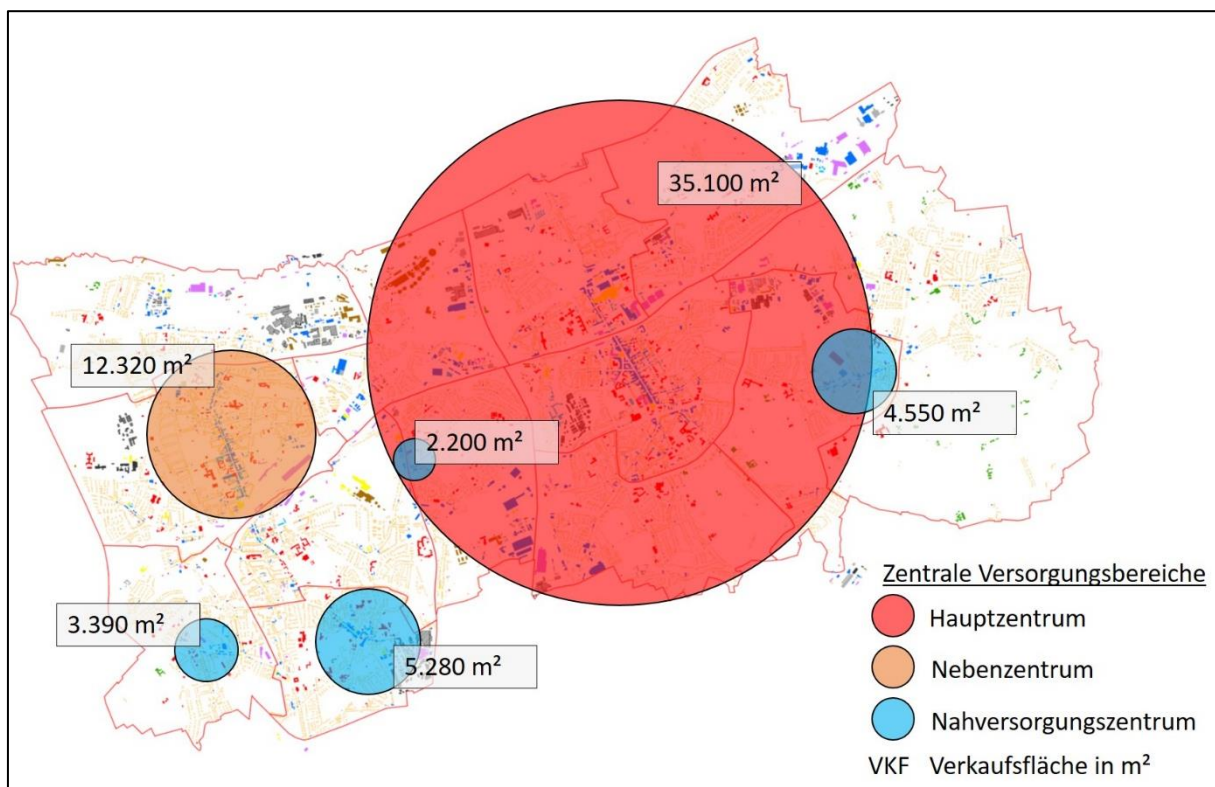 35.100 m²
12.320 m²
4.550 m²
2.200 m²
3.390 m²
5.280 m²
Zentrale Versorgungsbereiche
Hauptzentrum
Nebenzentrum
Nahversorgungszentrum
VKF Verkaufsfläche in m²